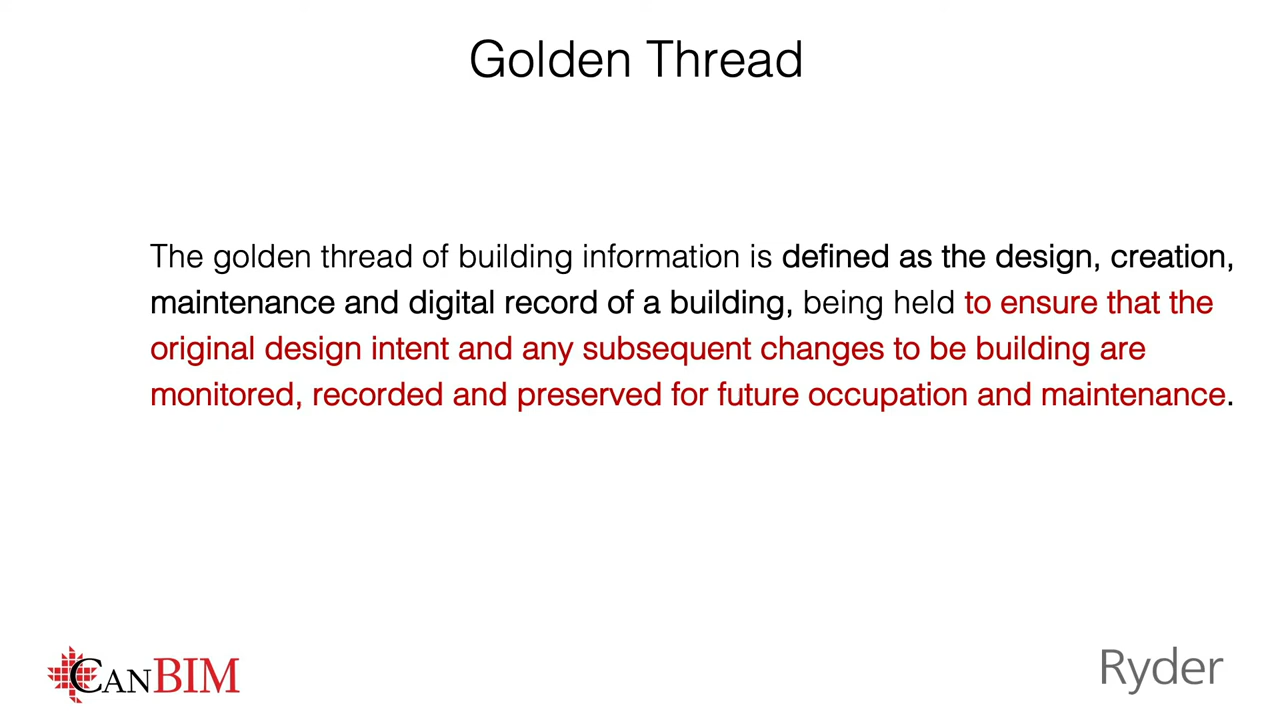 Golden Thread
The golden thread of building information is defined as the design, creation,
maintenance and digital record of a building, being held to ensure that the
original design intent and any subsequent changes to be building are
monitored, recorded and preserved for future occupation and maintenance.
CanBIM
Ryder